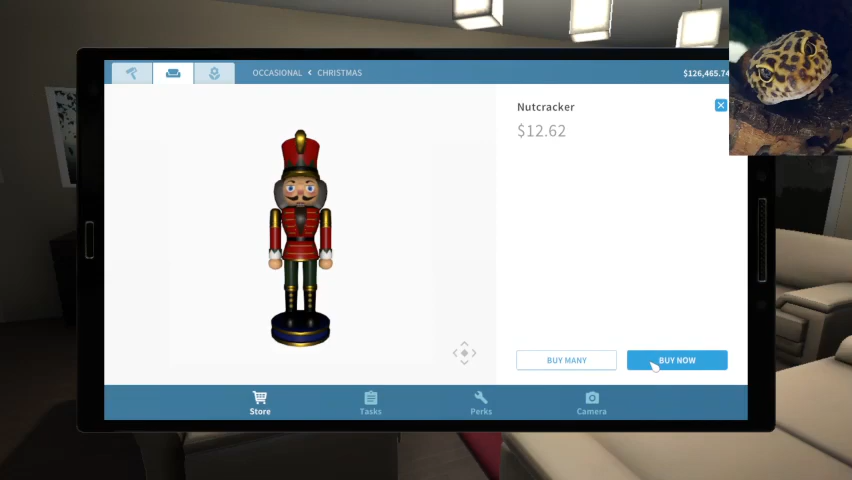 OCCASIONAL < CHRISTMAS
$126,465.74
Nutcracker
$12.62
BUY MANY
BUY NOW
Store
Tasks
Perks
Camera